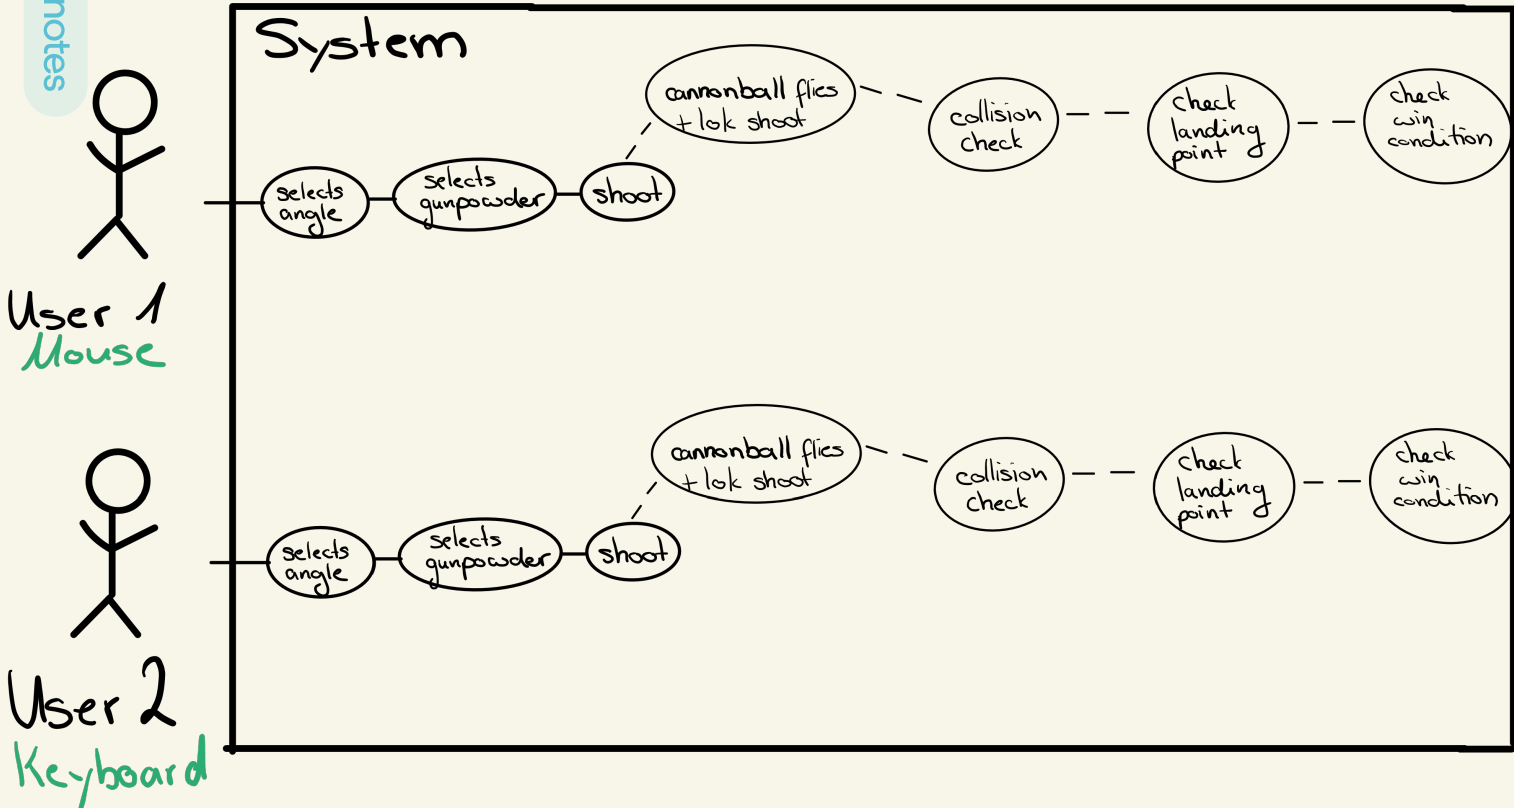 notes
System
cannonball flies
+ lok shoot
collision
check
check
landing
point
check
win
condition
selects
angle
selects
gunpowder
shoot
User 1
Mouse
cannonball flies
+ lok shoot
collision
check
check
landing
point
check
win
condition
selects
angle
selects
gunpowder
shoot
User 2
Keyboard